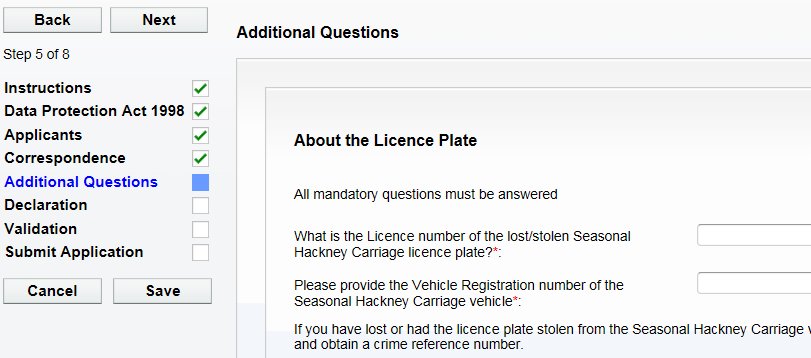 Back Next
Step 5 of 8
Instructions
Data Protection Act 1998
Applicants
Correspondence
Additional Questions
Declaration
Validation
Submit Application
Cancel Save
Additional Questions
About the Licence Plate
All mandatory questions must be answered
What is the Licence number of the lost/stolen Seasonal
Hackney Carriage licence plate?*:
Please provide the Vehicle Registration number of the
Seasonal Hackney Carriage vehicle*:
If you have lost or had the licence plate stolen from the Seasonal Hackney Carriage
and obtain a crime reference number.